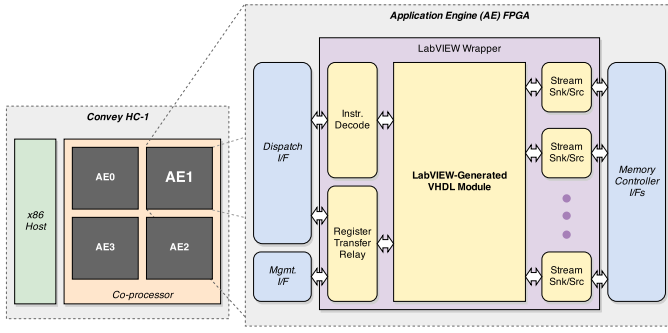 Application Engine (AE) FPGA
LabVIEW Wrapper
Convey HC-1
x86
Host
AE0
AE1
AE3
AE2
Co-processor
Dispatch
I/F
Mgmt.
I/F
Instr.
Decode
Register
Transfer
Relay
LabVIEW-Generated
VHDL Module
Stream
Snk/Src
Stream
Snk/Src
Stream
Snk/Src
Memory
Controller
I/Fs